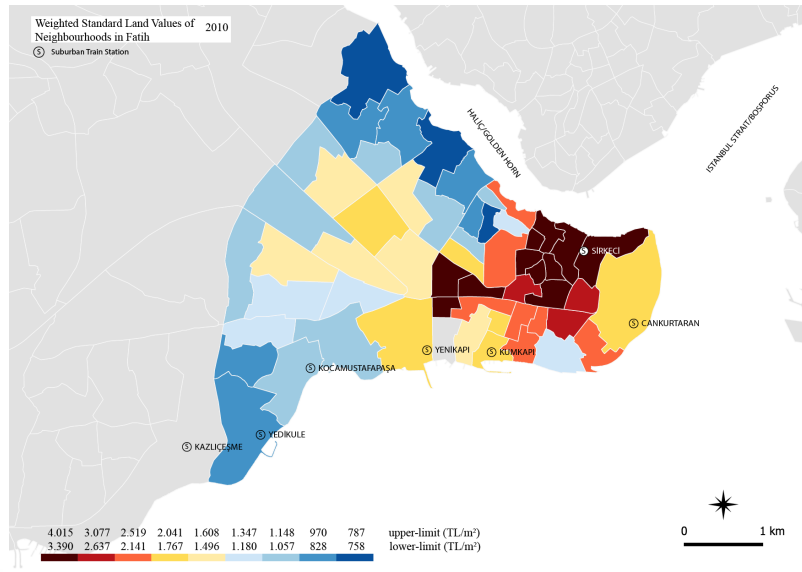 Weighted Standard Land Values of 2010
Neighbourhoods in Fatih
S Suburban Train Station
HALİÇ/GOLDEN HORN
ISTANBUL STRAIT/BOSPORUS
S SİRKECİ
S CANKURTARAN
S YENİKAPI
S KUMKAPI
S KOCAMUSTAFAPAŞA
S YEDİKULE
S KAZLIÇEŞME
4.015 3.077 2.519 2.041 1.608 1.347 1.148 970 787 upper-limit (TL/m²)
3.390 2.637 2.141 1.767 1.496 1.180 1.057 828 758 lower-limit (TL/m²)
0 1 km